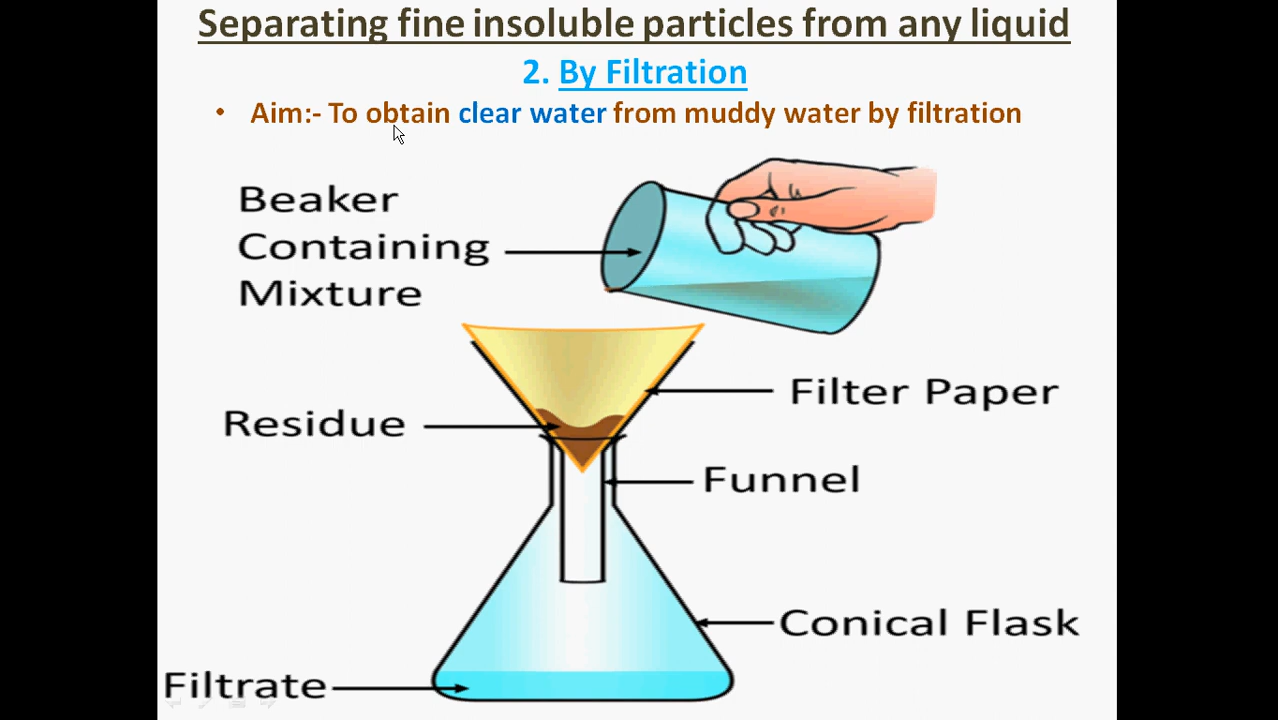 Separating fine insoluble particles from any liquid
2. By Filtration
• Aim:- To obtain clear water from muddy water by filtration
Beaker
Containing
Mixture
Filter Paper
Residue
Funnel
Conical Flask
Filtrate